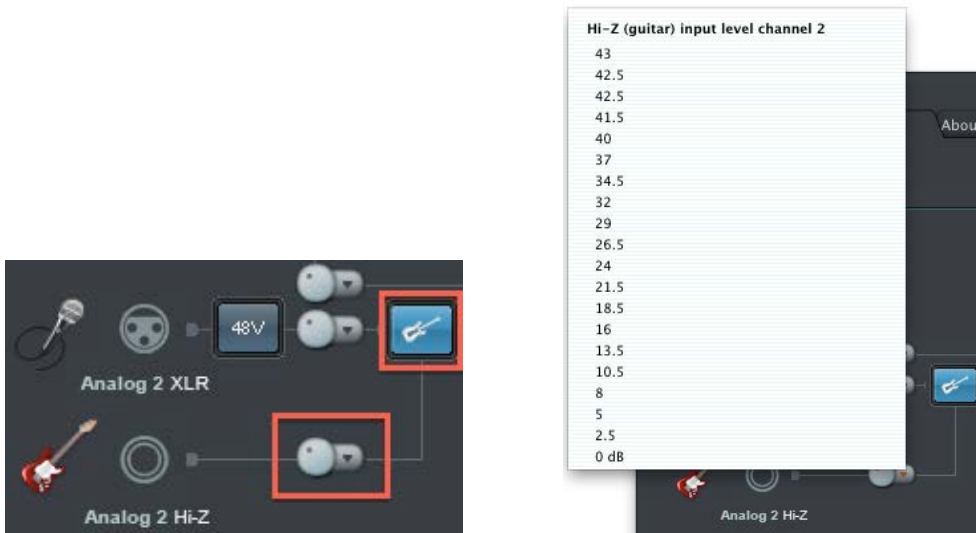 48V
Analog 2 XLR
Analog 2 Hi-Z
Hi-Z (guitar) input level channel 2
43
42.5
42.5
41.5
40
37
34.5
32
29
26.5
24
21.5
18.5
16
13.5
10.5
8
5
2.5
0 dB
Abou
Analog 2 Hi-Z